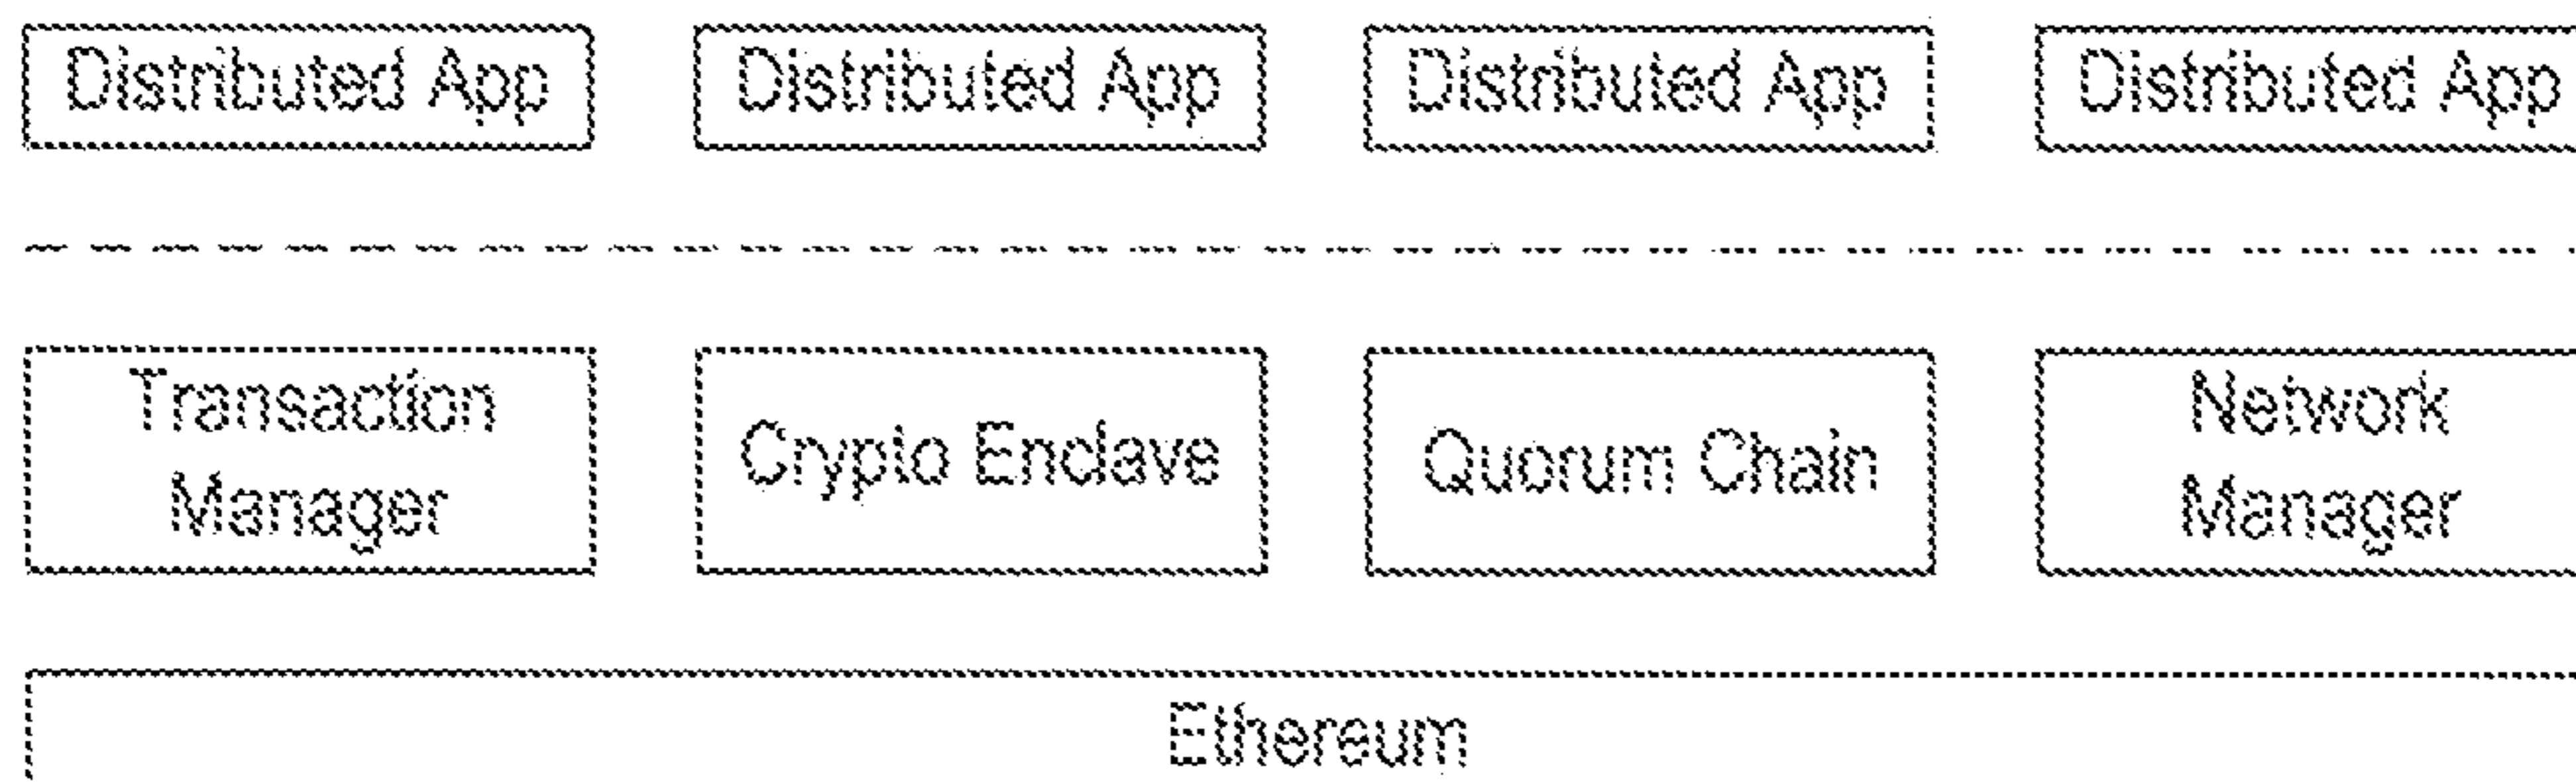 Distributed App Distributed App Distributed App Distributed App
Transaction
Manager
Crypto Enclave
Quorum Chain
Network
Manager
Ethereum